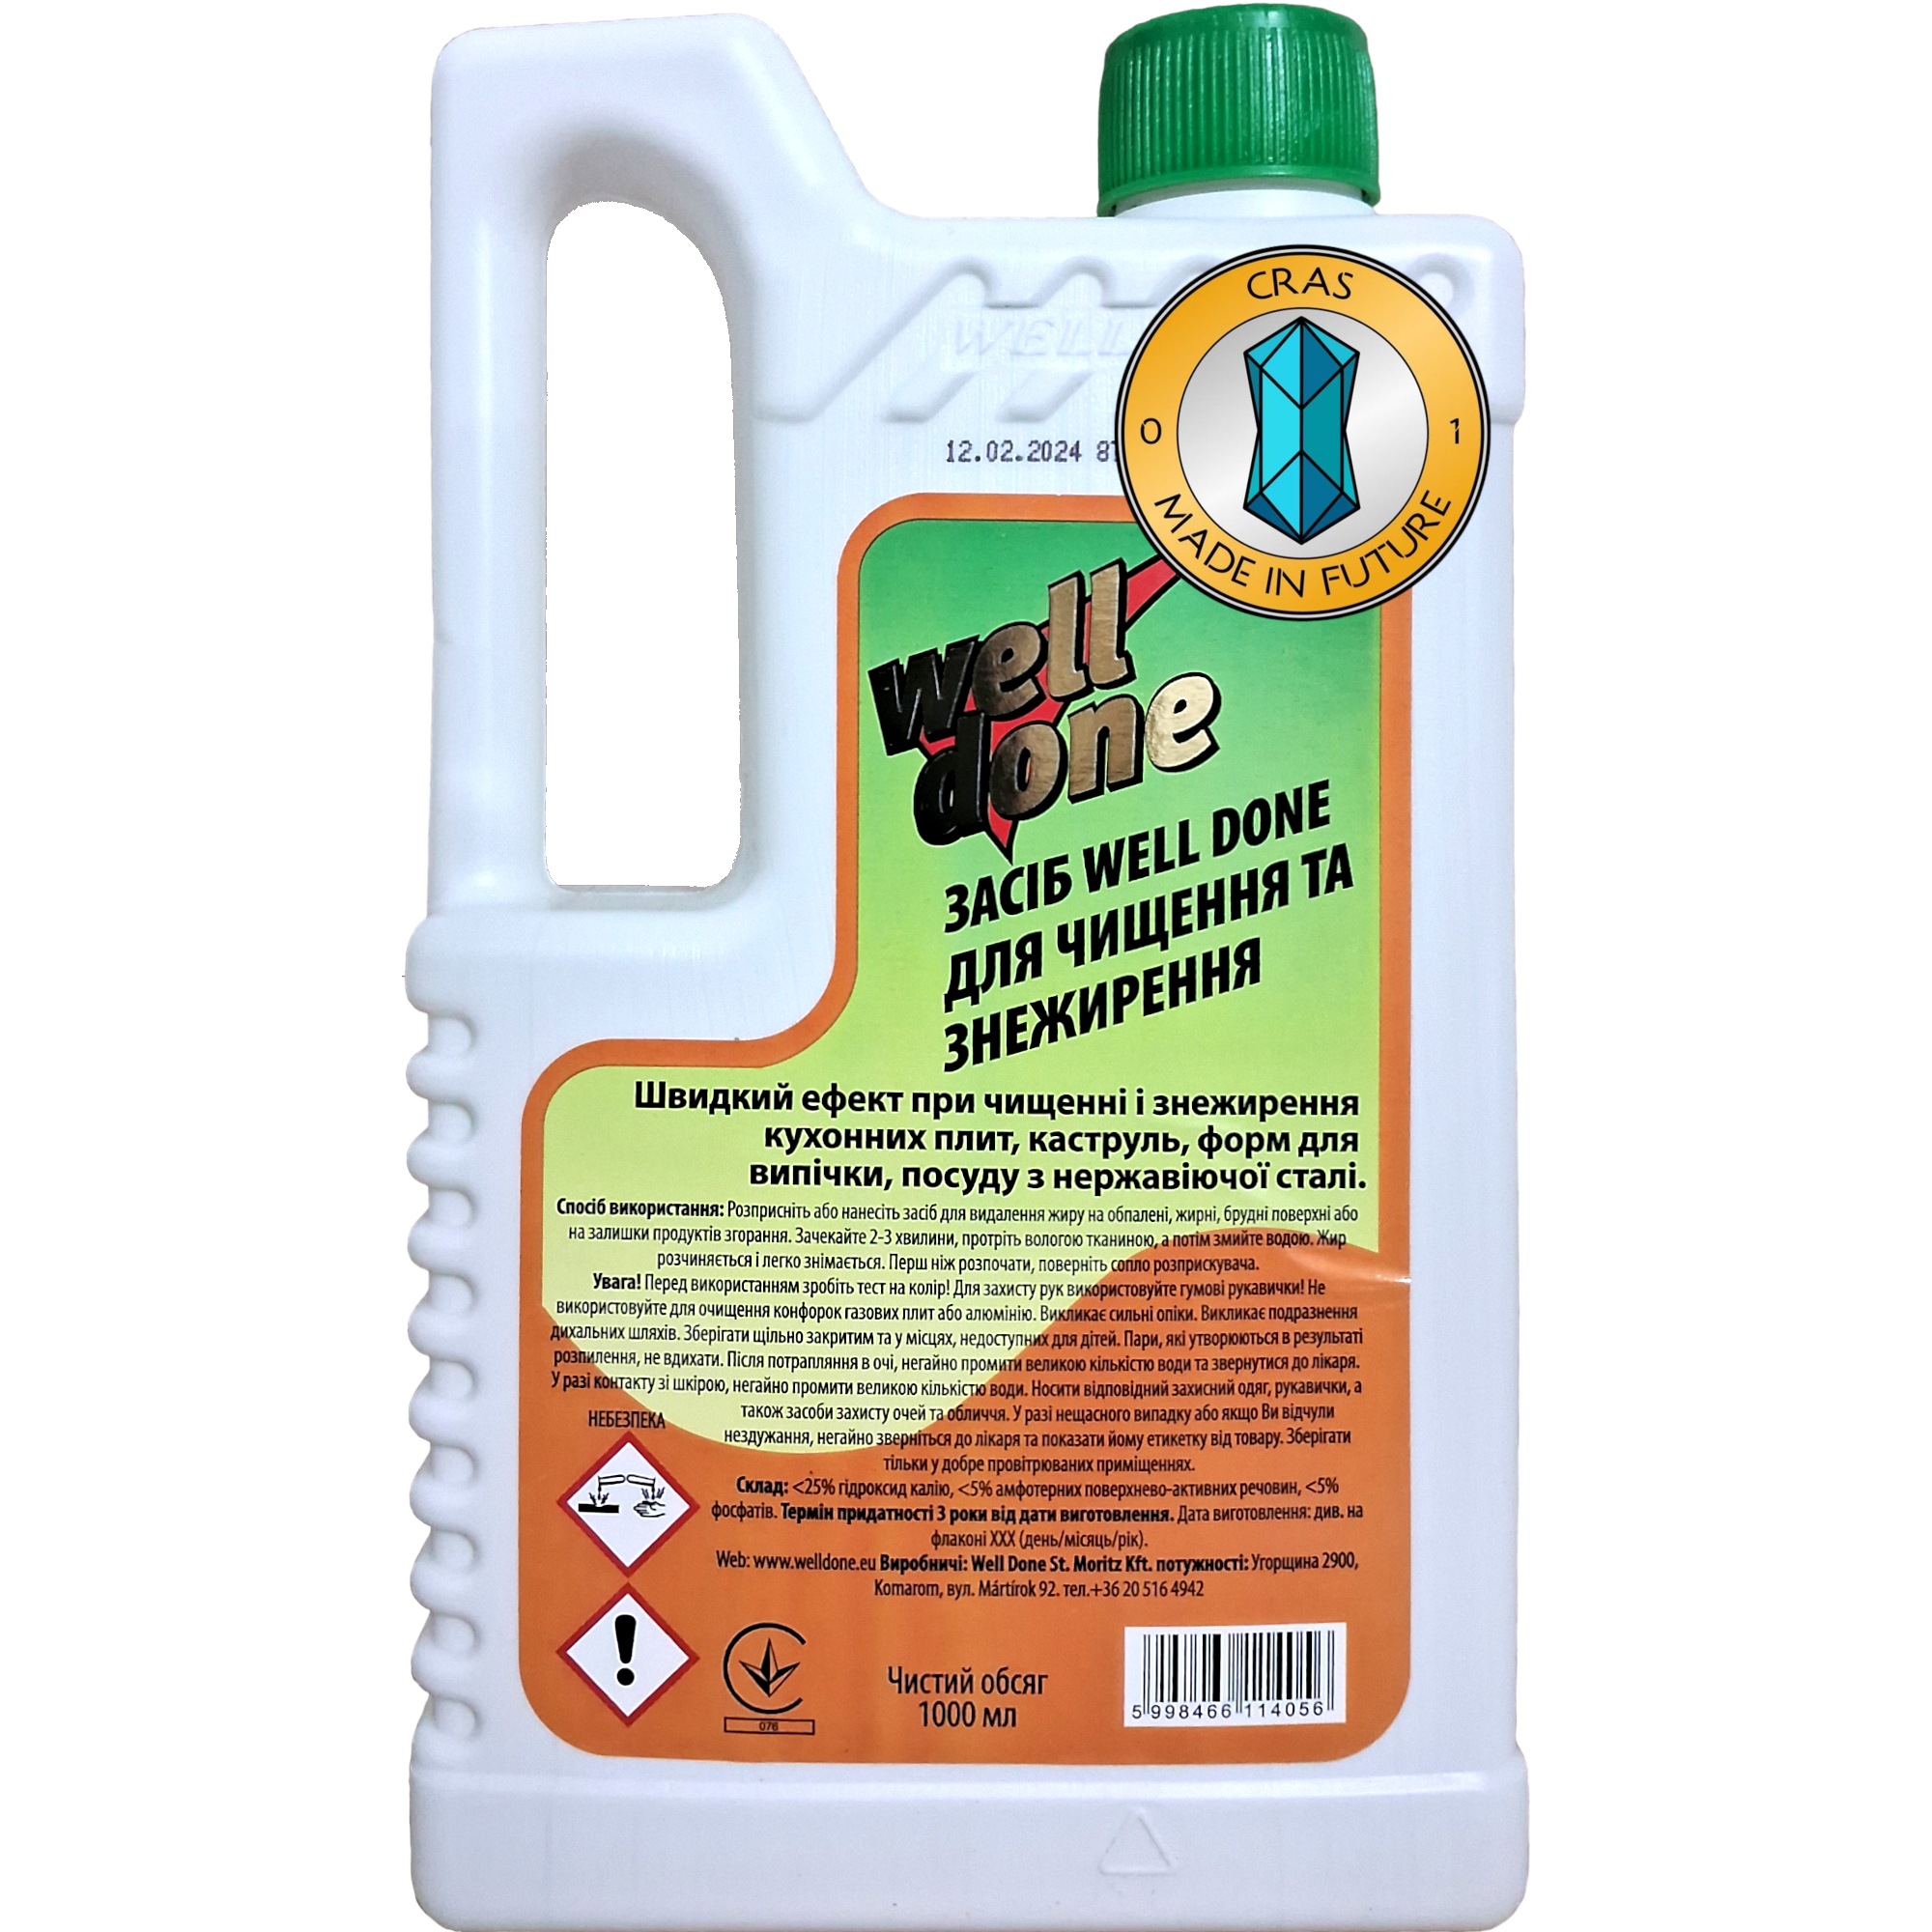 CRAS
0 1
MADE IN FUTURE
WELL
12.02.2024
well
done
ЗАСІБ WELL DONE
ДЛЯ ЧИЩЕННЯ ТА
ЗНЕЖИРЕННЯ
Швидкий ефект при чищенні і знежирення
кухонних плит, каструль, форм для
випічки, посуду з нержавіючої сталі.
Спосіб використання: Розприсніть або нанесіть засіб для видалення жиру на обпалені, жирні, брудні поверхні або
на залишки продуктів згорання. Зачекайте 2-3 хвилини, протріть вологою тканиною, а потім змийте водою. Жир
розчиняється і легко знімається. Перш ніж розпочати, поверніть сопло розприскувача.
Увага! Перед використанням зробіть тест на колір! Для захисту рук використовуйте гумові рукавички! Не
використовуйте для очищення конфорок газових плит або алюмінію. Викликає сильні опіки. Викликає подразнення
дихальних шляхів. Зберігати щільно закритим та у місцях, недоступних для дітей. Пари, які утворюються в результаті
розпилення, не вдихати. Після потрапляння в очі, негайно промити великою кількістю води та звернутися до лікаря.
У разі контакту зі шкірою, негайно промити великою кількістю води. Носити відповідний захисний одяг, рукавички, а
також засоби захисту очей та обличчя. У разі нещасного випадку або якщо Ви відчули
нездужання, негайно зверніться до лікаря та показати йому етикетку від товару. Зберігати
тільки у добре провітрюваних приміщеннях.
НЕБЕЗПЕКА
Склад: <25% гідроксид калію, <5% амфотерних поверхнево-активних речовин, <5%
фосфатів. Термін придатності 3 роки від дати виготовлення. Дата виготовлення: див. на
флаконі XXX (день/місяць/рік).
Web: www.welldone.eu Виробничі: Well Done St. Moritz Kft. потужності: Угорщина 2900,
Komarom, вул. Mártírok 92. тел.+36 20 516 4942
076
Чистий обсяг
1000 мл
5 998466 114056